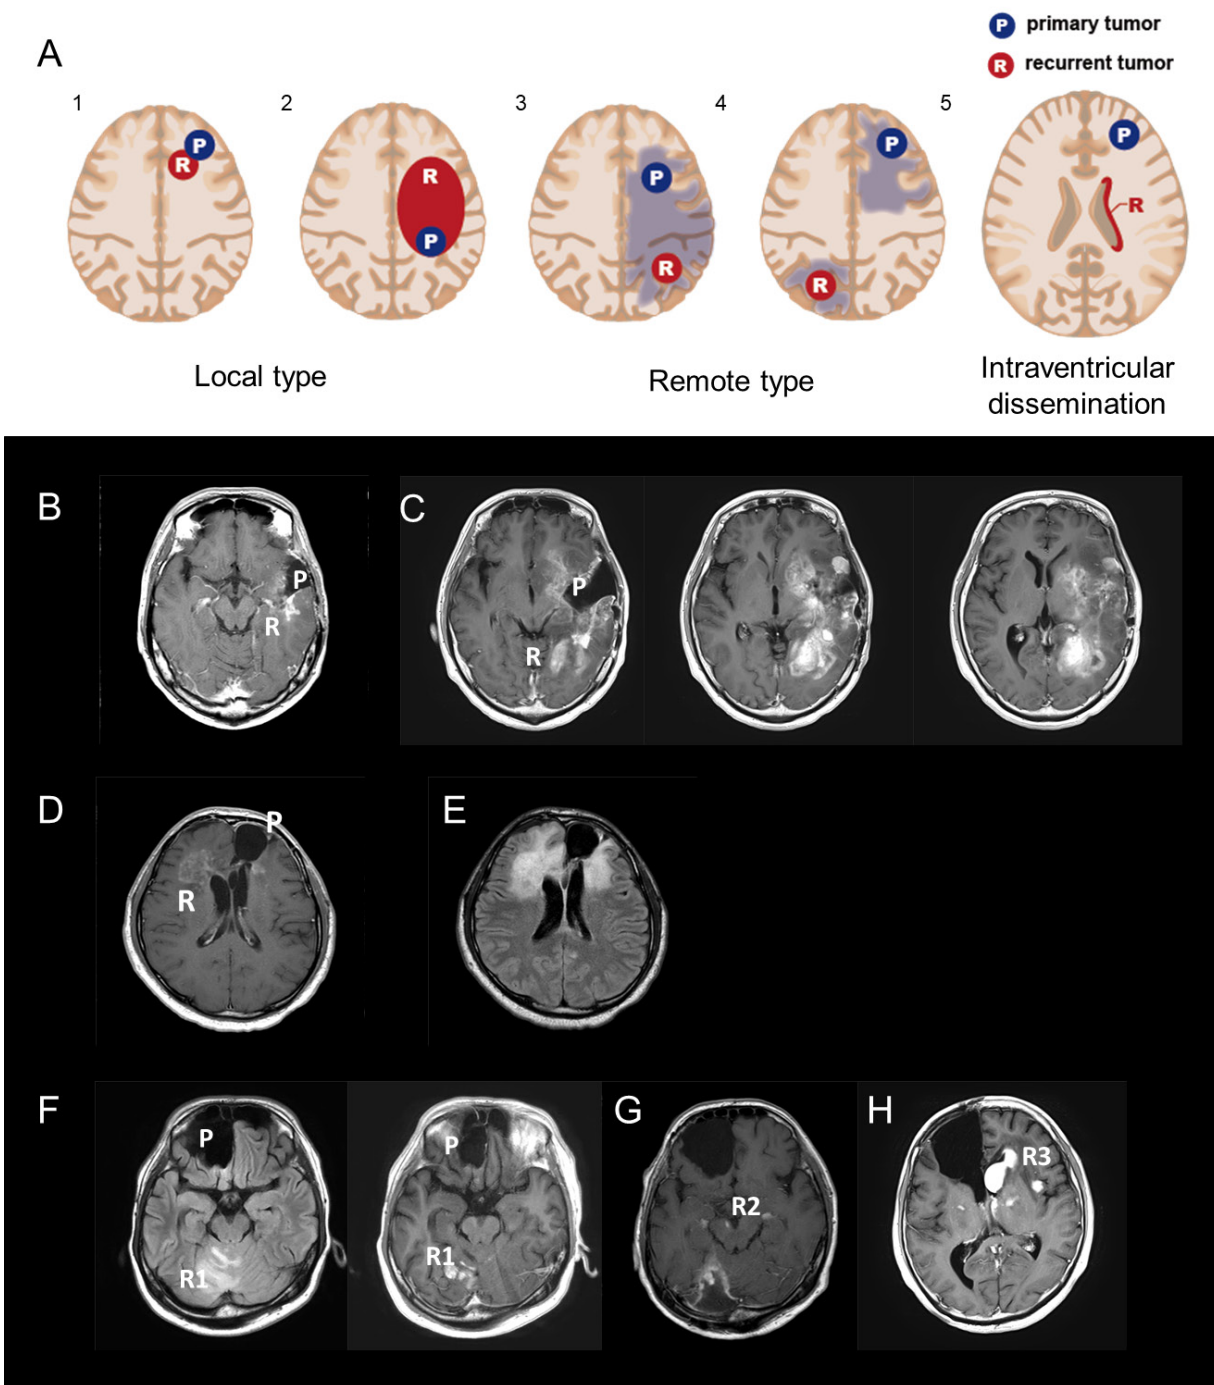 P primary tumor
R recurrent tumor
A
1 2 3 4 5
P
R
R
P
P
R
P
R
P
R
Local type
Remote type
Intraventricular
dissemination
B
P
R
C
P
R
D
P
R
E
F
P
R1
P
R1
G
R2
H
R3